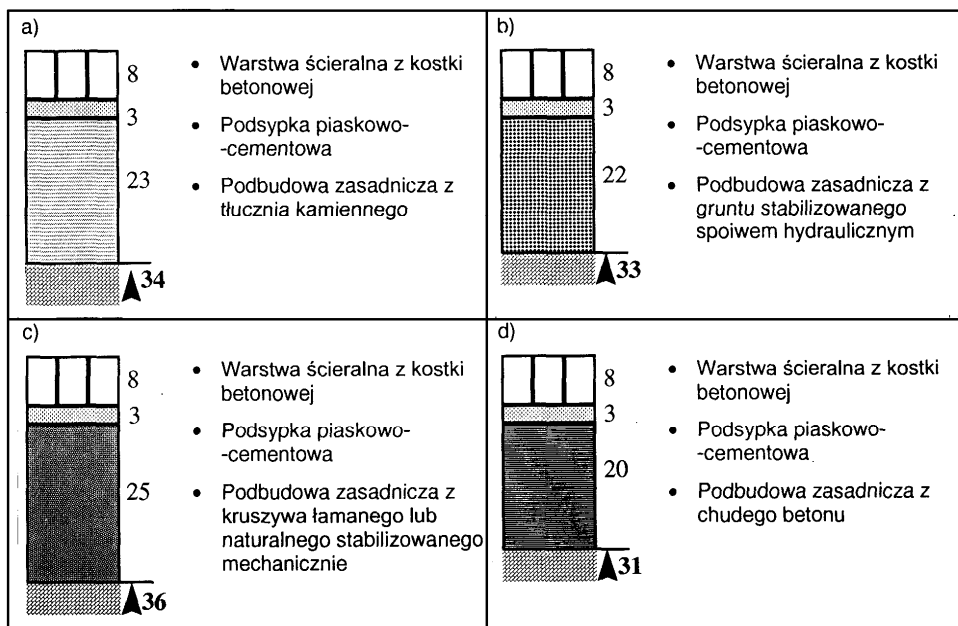 a)
8
3
23
34
• Warstwa ścieralna z kostki
betonowej
• Podsypka piaskowo-
-cementowa
• Podbudowa zasadnicza z
tłucznia kamiennego
b)
8
3
22
33
• Warstwa ścieralna z kostki
betonowej
• Podsypka piaskowo-
-cementowa
• Podbudowa zasadnicza z
gruntu stabilizowanego
spoiwem hydraulicznym
c)
8
3
25
36
• Warstwa ścieralna z kostki
betonowej
• Podsypka piaskowo-
-cementowa
• Podbudowa zasadnicza z
kruszywa łamanego lub
naturalnego stabilizowanego
mechanicznie
d)
8
3
20
31
• Warstwa ścieralna z kostki
betonowej
• Podsypka piaskowo-
-cementowa
• Podbudowa zasadnicza z
chudego betonu